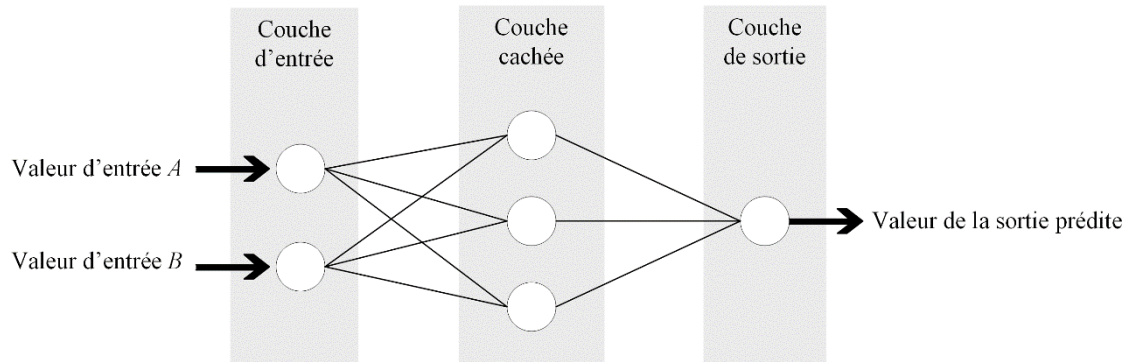 Couche
d'entrée
Couche
cachée
Couche
de sortie
Valeur d'entrée A
Valeur d'entrée B
Valeur de la sortie prédite